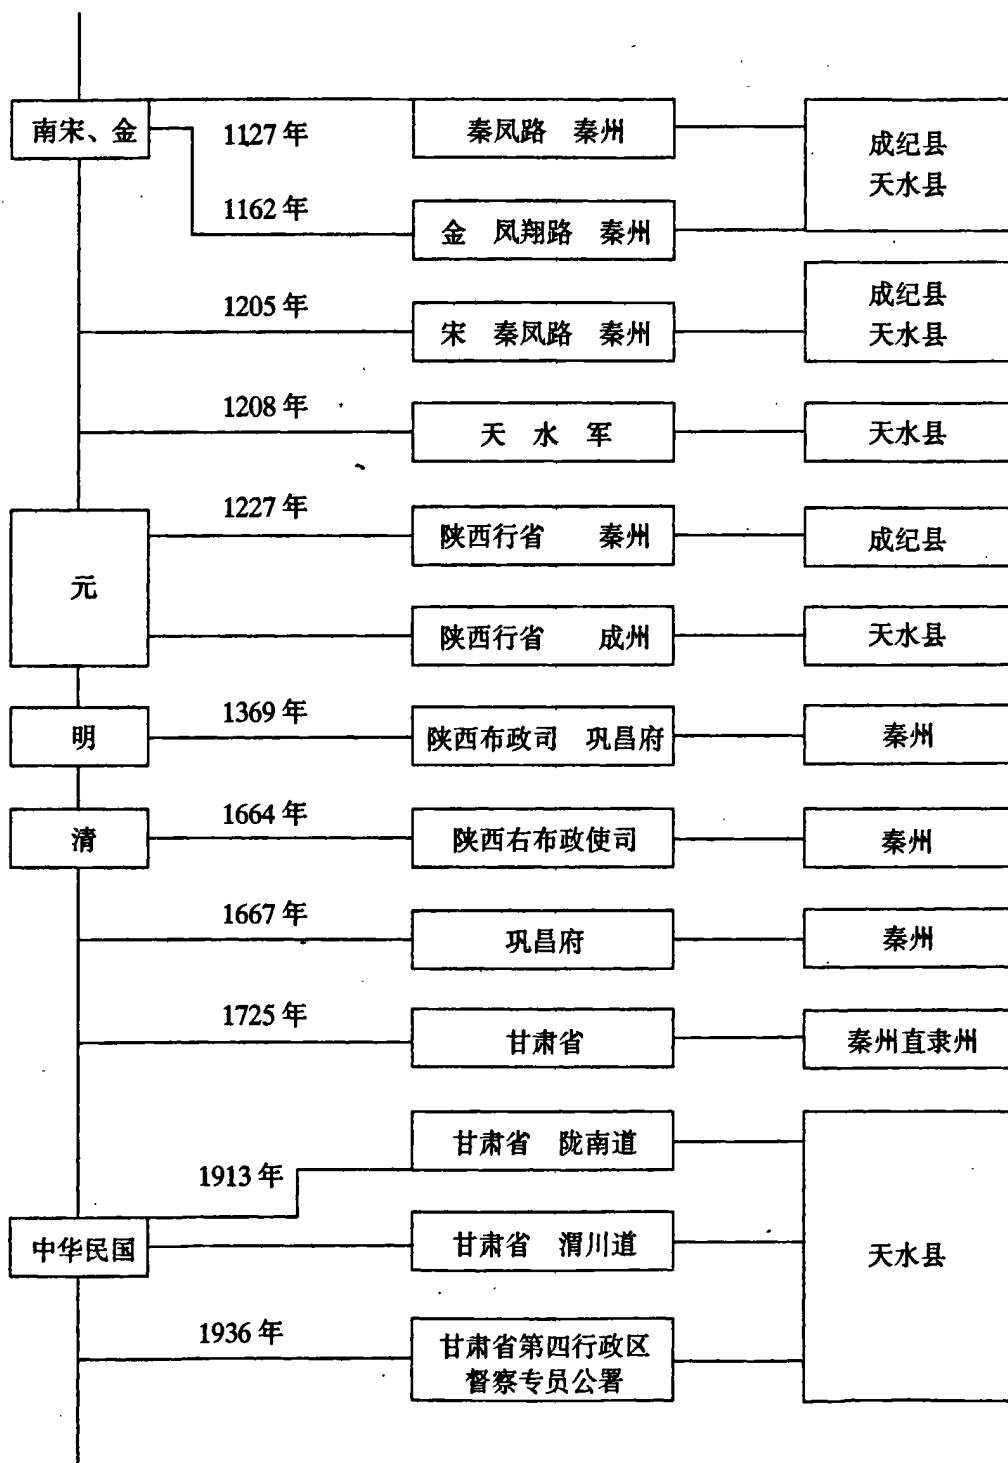 南宋、金
1127年
秦凤路 秦州
成纪县
天水县
1162年
金 凤翔路 秦州
1205年
宋 秦凤路 秦州
成纪县
天水县
1208年
天水军
天水县
元
1227年
陕西行省 秦州
成纪县
陕西行省 成州
天水县
明
1369年
陕西布政司 巩昌府
秦州
清
1664年
陕西右布政使司
秦州
1667年
巩昌府
秦州
1725年
甘肃省
秦州直隶州
中华民国
1913年
甘肃省 陇南道
甘肃省 渭川道
天水县
1936年
甘肃省第四行政区
督察专员公署